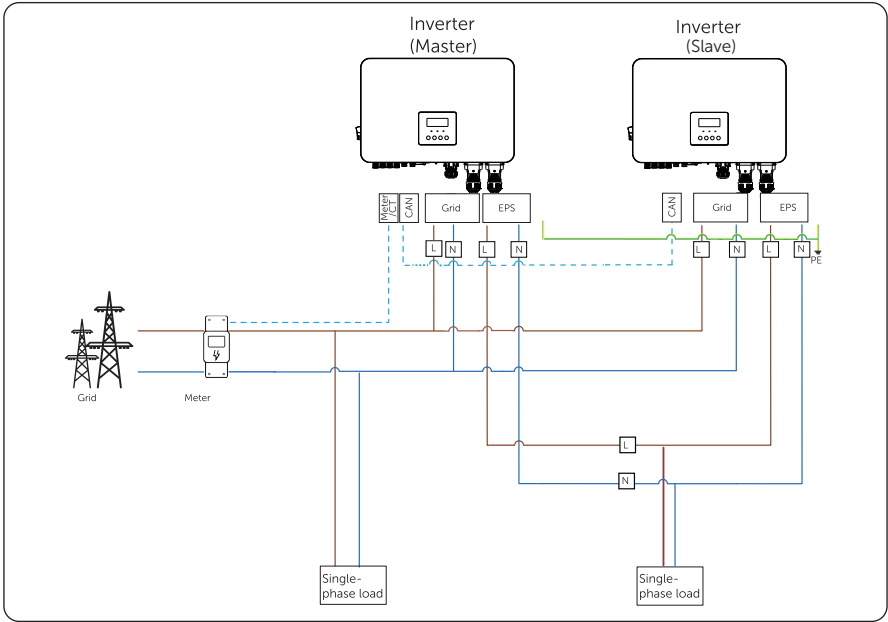 Inverter
(Master)
Inverter
(Slave)
Meter
/CT
CAN
Grid
EPS
CAN
Grid
EPS
L
N
L
N
L
N
L
N
PE
Grid
Meter
L
N
Single-
phase load
Single-
phase load